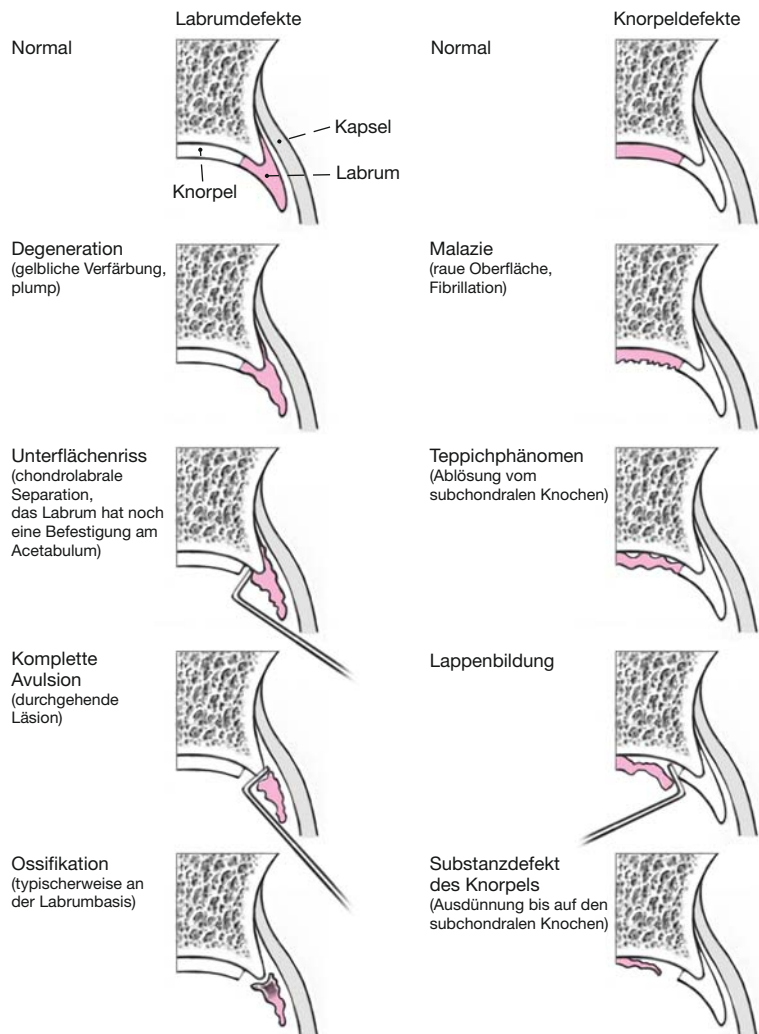 Labrumdefekte
Normal
Kapsel
Labrum
Knorpel
Degeneration
(gelbliche Verfärbung,
plump)
Unterflächenriss
(chondrolabrale
Separation,
das Labrum hat noch
eine Befestigung am
Acetabulum)
Komplette
Avulsion
(durchgehende
Läsion)
Ossifikation
(typischerweise an
der Labrumbasis)
Knorpeldefekte
Normal
Malazie
(raue Oberfläche,
Fibrillation)
Teppichphänomen
(Ablösung vom
subchondralen Knochen)
Lappenbildung
Substanzdefekt
des Knorpels
(Ausdünnung bis auf den
subchondralen Knochen)